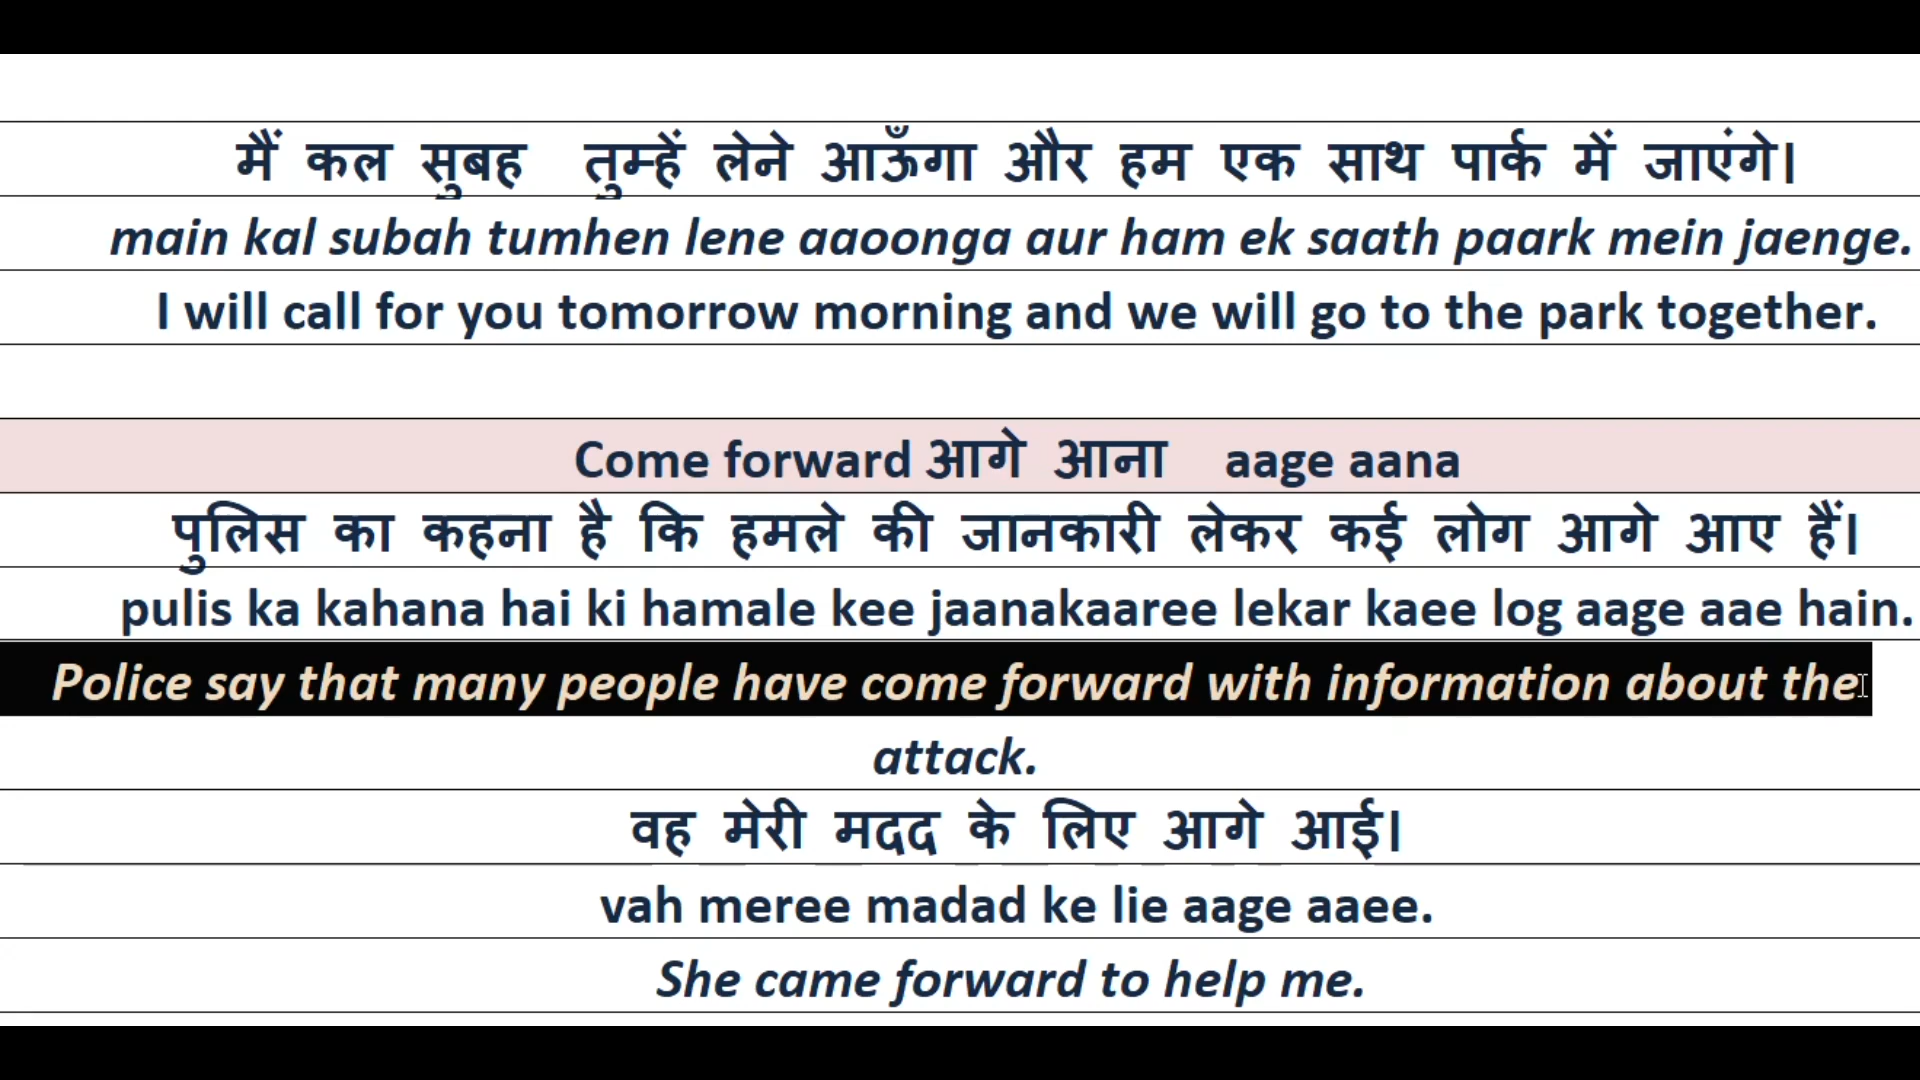 मैं कल सुबह तुम्हें लेने आऊँगा और हम एक साथ पार्क में जाएंगे।
main kal subah tumhen lene aaoonga aur ham ek saath paark mein jaenge.
I will call for you tomorrow morning and we will go to the park together.
Come forward आगे आना aage aana
पुलिस का कहना है कि हमले की जानकारी लेकर कई लोग आगे आए हैं।
pulis ka kahana hai ki hamale kee jaanakaaree lekar kaee log aage aae hain.
Police say that many people have come forward with information about the
attack.
वह मेरी मदद के लिए आगे आई।
vah meree madad ke lie aage aaee.
She came forward to help me.